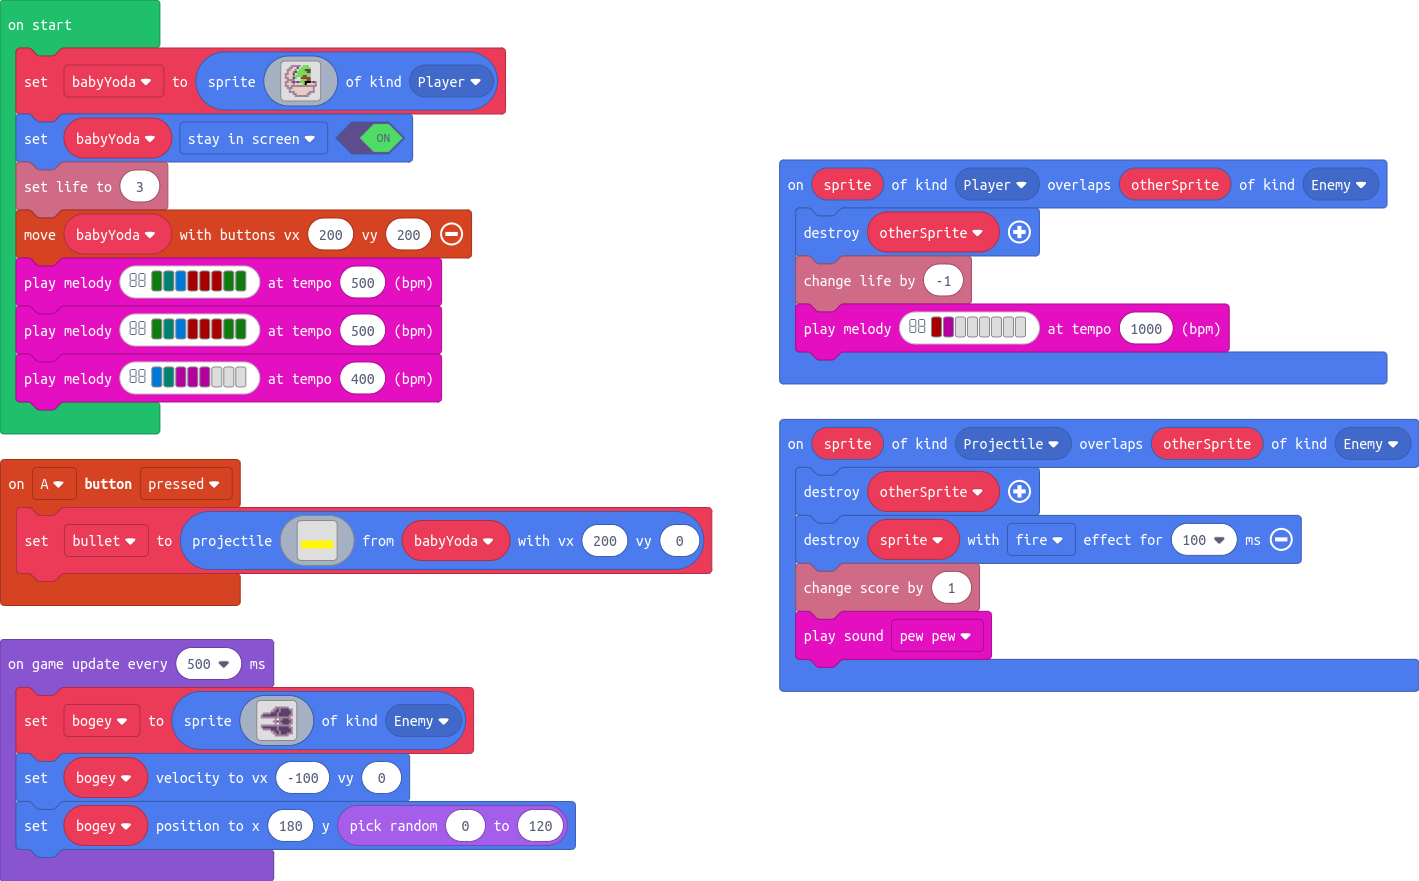 on start
set babyYoda to sprite of kind Player
set babyYoda stay in screen ON
set life to 3
move babyYoda with buttons vx 200 vy 200
play melody at tempo 500 (bpm)
play melody at tempo 500 (bpm)
play melody at tempo 400 (bpm)
on A button pressed
set bullet to projectile from babyYoda with vx 200 vy 0
on game update every 500 ms
set bogey to sprite of kind Enemy
set bogey velocity to vx -100 vy 0
set bogey position to x 180 y pick random 0 to 120
on sprite of kind Player overlaps otherSprite of kind Enemy
destroy otherSprite
change life by -1
play melody at tempo 1000 (bpm)
on sprite of kind Projectile overlaps otherSprite of kind Enemy
destroy otherSprite
destroy sprite with fire effect for 100 ms
change score by 1
play sound pew pew